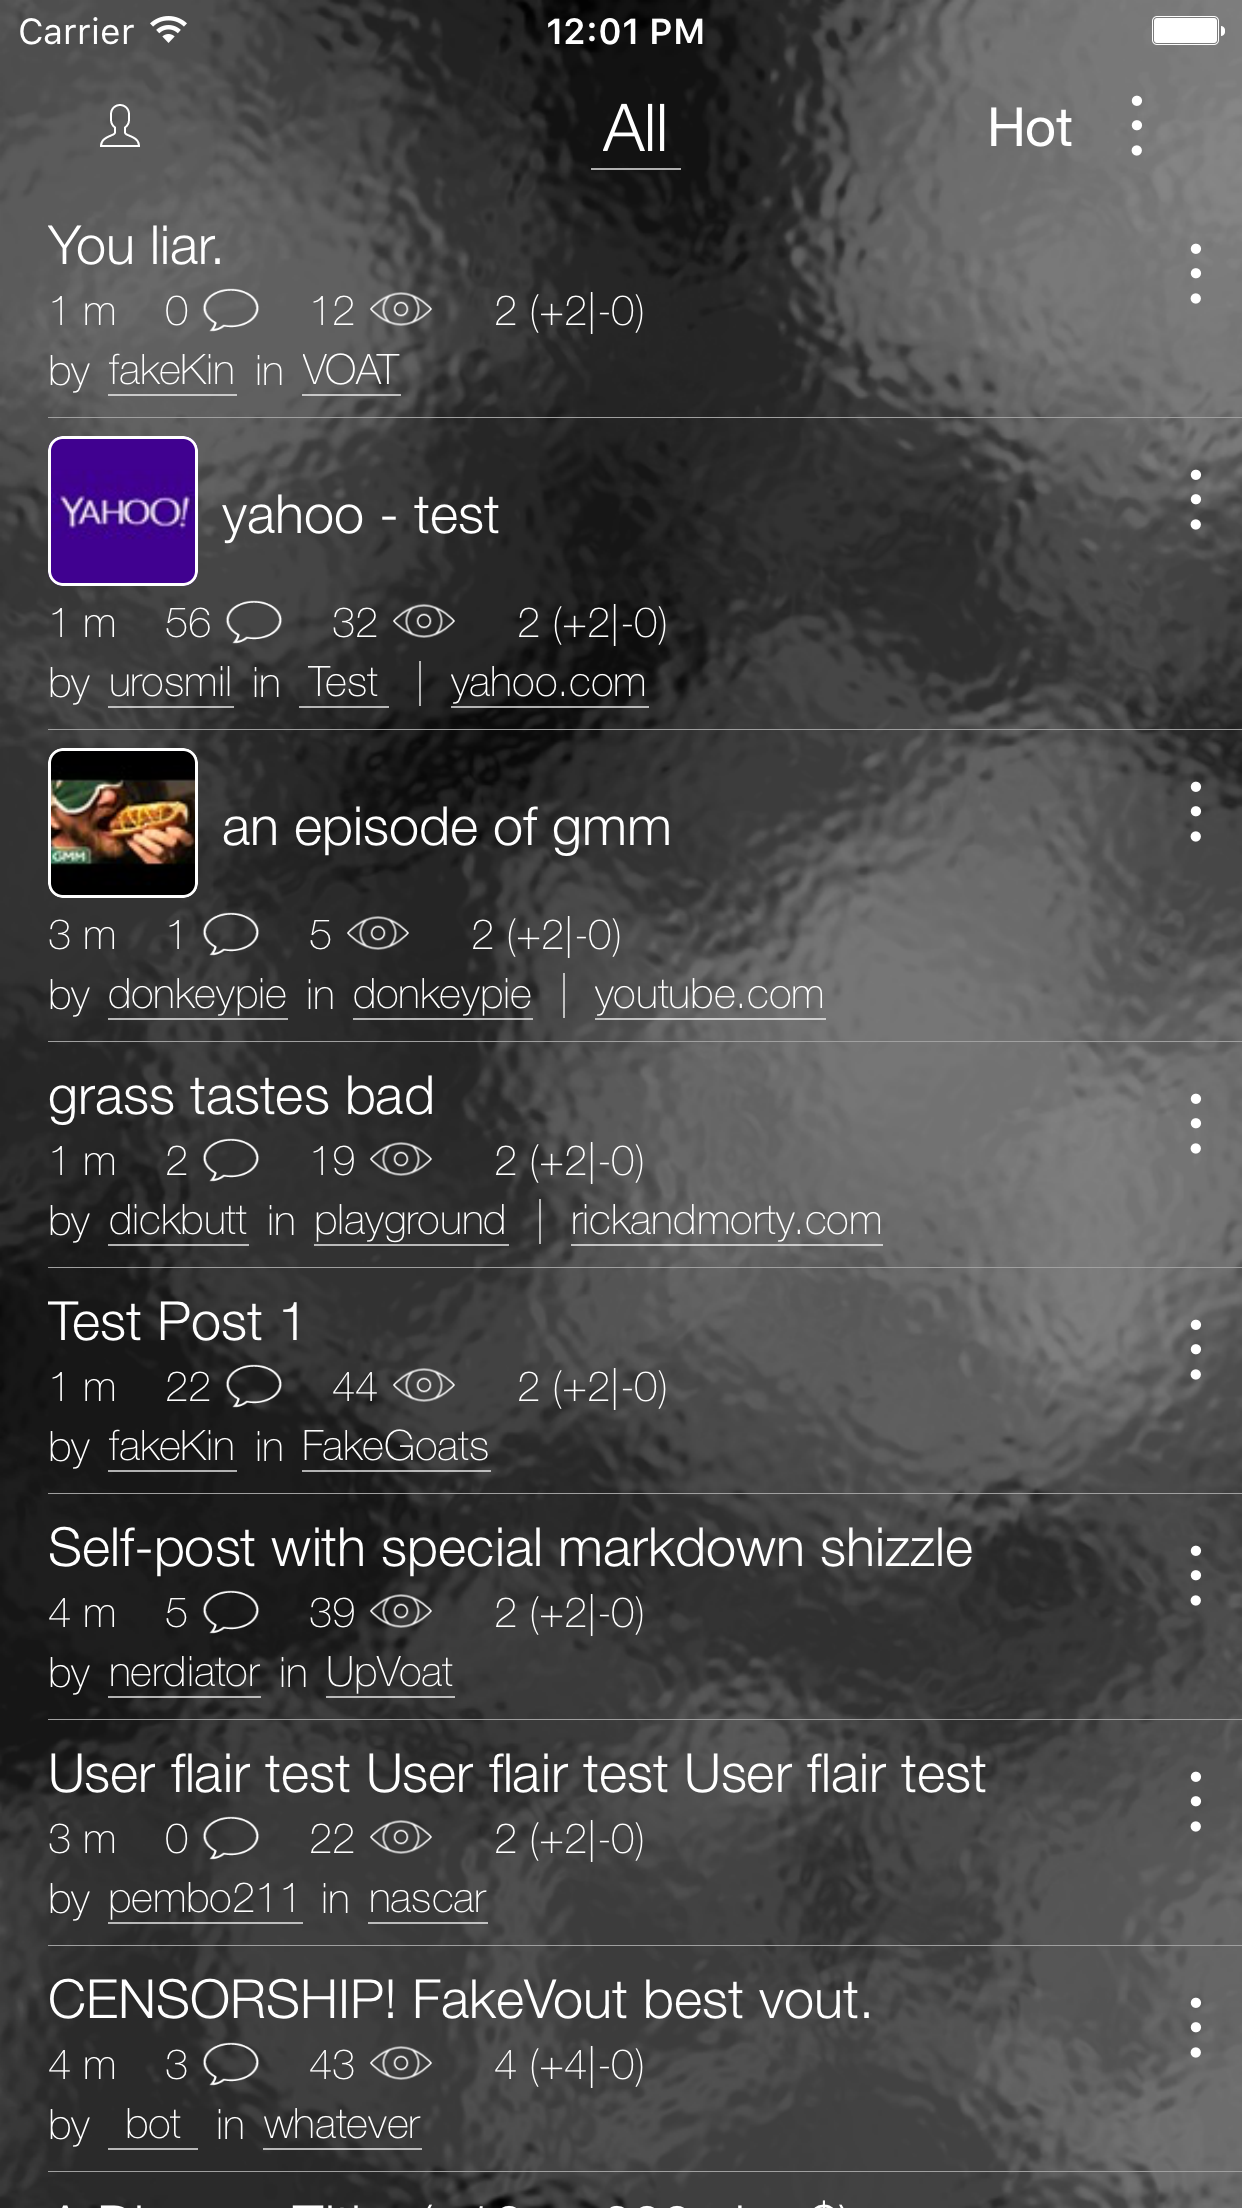 Carrier 12:01 PM
All Hot
You liar.
1 m 0 12 2 (+2|-0)
by fakeKin in VOAT
YAHOO! yahoo - test
1 m 56 32 2 (+2|-0)
by urosmil in Test | yahoo.com
GMM
an episode of gmm
3 m 1 5 2 (+2|-0)
by donkeypie in donkeypie | youtube.com
grass tastes bad
1 m 2 19 2 (+2|-0)
by dickbutt in playground | rickandmorty.com
Test Post 1
1 m 22 44 2 (+2|-0)
by fakeKin in FakeGoats
Self-post with special markdown shizzle
4 m 5 39 2 (+2|-0)
by nerdiator in UpVoat
User flair test User flair test User flair test
3 m 0 22 2 (+2|-0)
by pembo211 in nascar
CENSORSHIP! FakeVout best vout.
4 m 3 43 4 (+4|-0)
by bot in whatever